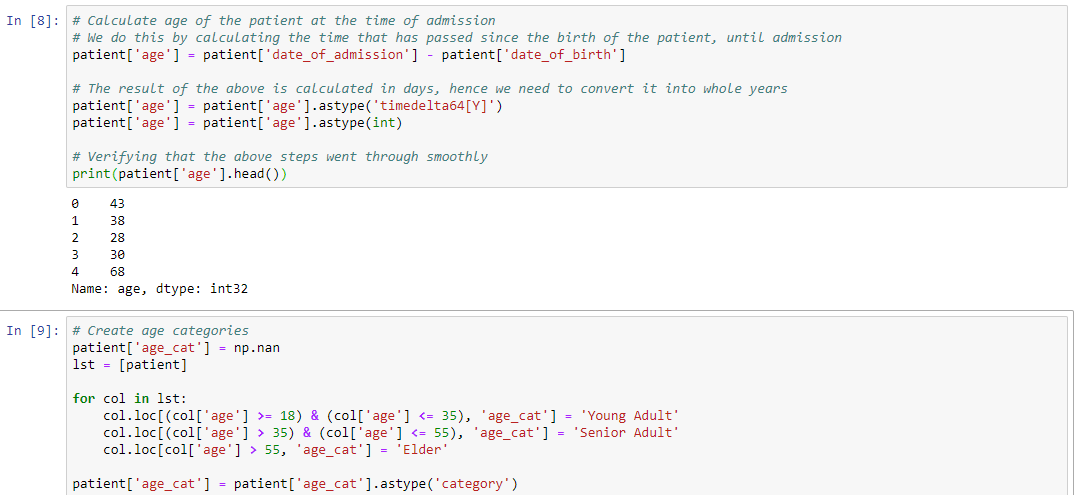 In [8]: # Calculate age of the patient at the time of admission
# We do this by calculating the time that has passed since the birth of the patient, until admission
patient['age'] = patient['date_of_admission'] - patient['date_of_birth']
# The result of the above is calculated in days, hence we need to convert it into whole years
patient['age'] = patient['age'].astype('timedelta64[Y]')
patient['age'] = patient['age'].astype(int)
# Verifying that the above steps went through smoothly
print(patient['age'].head())
0    43
1    38
2    28
3    30
4    68
Name: age, dtype: int32
In [9]: # Create age categories
patient['age_cat'] = np.nan
lst = [patient]
for col in lst:
    col.loc[(col['age'] >= 18) & (col['age'] <= 35), 'age_cat'] = 'Young Adult'
    col.loc[(col['age'] > 35) & (col['age'] <= 55), 'age_cat'] = 'Senior Adult'
    col.loc[col['age'] > 55, 'age_cat'] = 'Elder'
patient['age_cat'] = patient['age_cat'].astype('category')